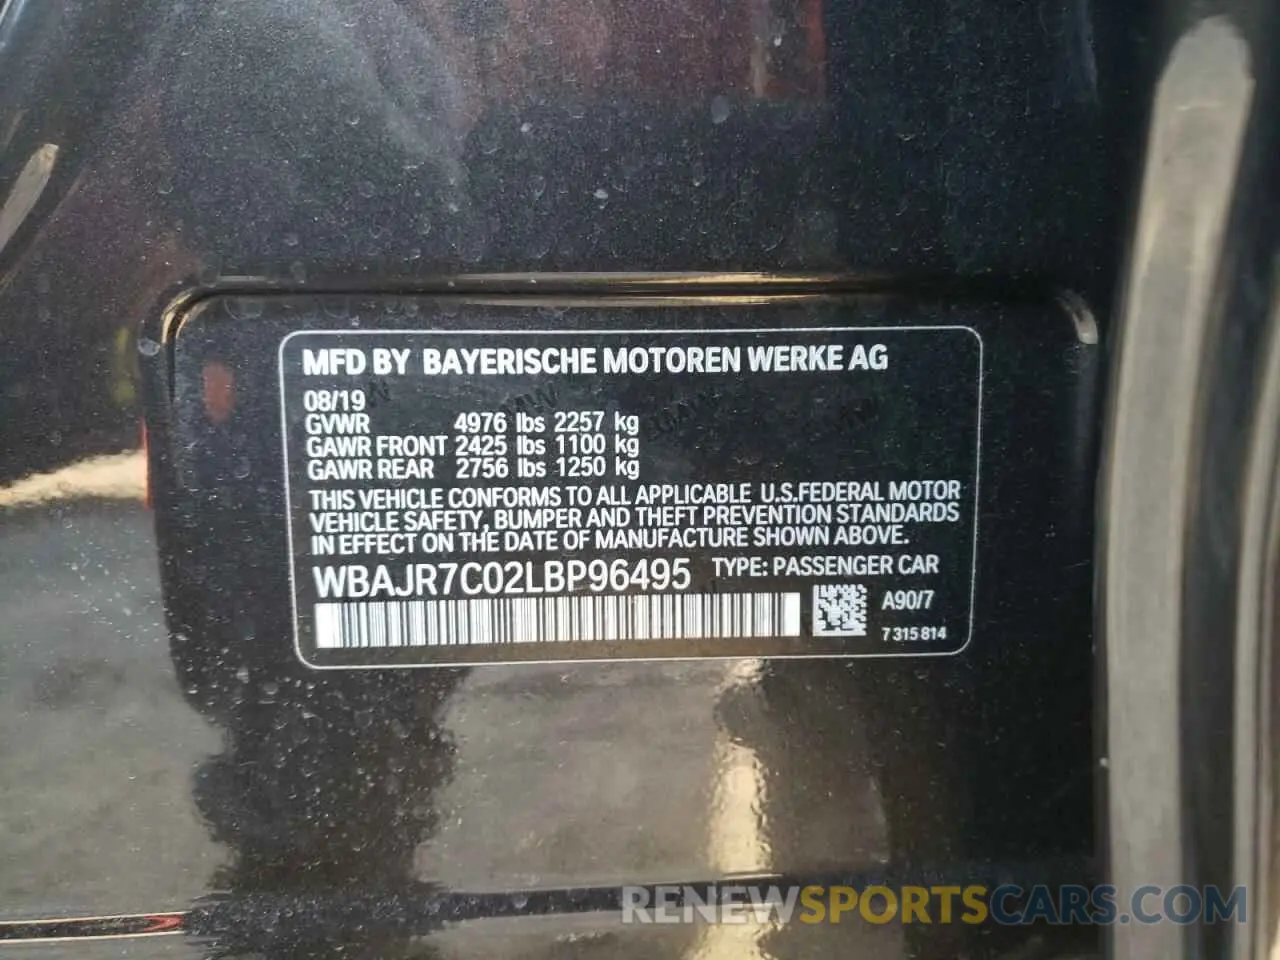 MFD BY BAYERISCHE MOTOREN WERKE AG
08/19
GVWR 4976 lbs 2257 kg
GAWR FRONT 2425 lbs 1100 kg
GAWR REAR 2756 lbs 1250 kg
THIS VEHICLE CONFORMS TO ALL APPLICABLE U.S.FEDERAL MOTOR
VEHICLE SAFETY, BUMPER AND THEFT PREVENTION STANDARDS
IN EFFECT ON THE DATE OF MANUFACTURE SHOWN ABOVE.
WBAJR7C02LBP96495 TYPE: PASSENGER CAR
A90/7
7315814
RENEWSPORTSCARS.COM